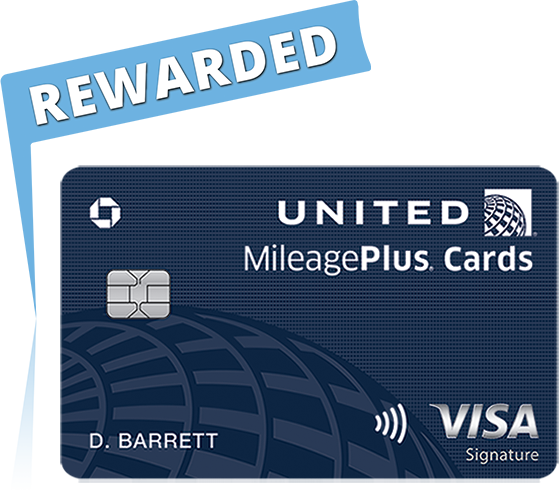 REWARDED
UNITED
MileagePlus® Cards
D. BARRETT
VISA
Signature